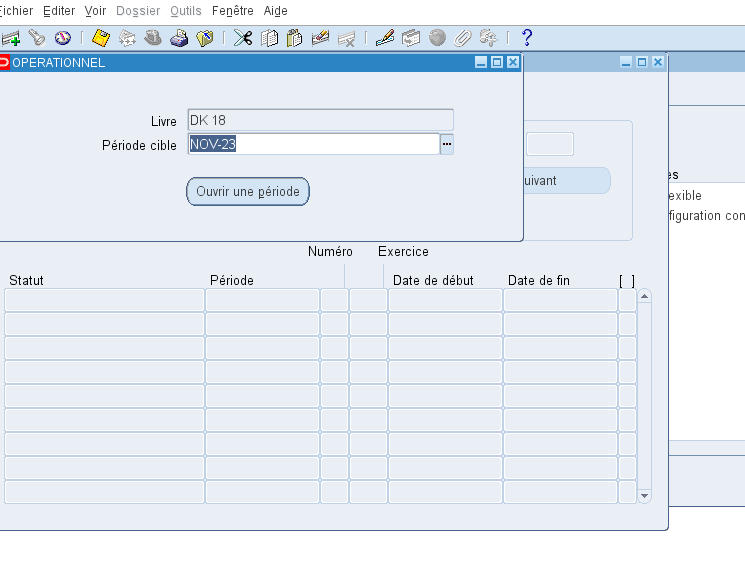 Fichier Editer Voir Dossier Outils Fenêtre Aide
OPERATIONNEL
Livre DK 18
Période cible NOV-23
Ouvrir une période
uivant
es
exible
figuration con
Numéro Exercice
Statut Période Date de début Date de fin [ ]